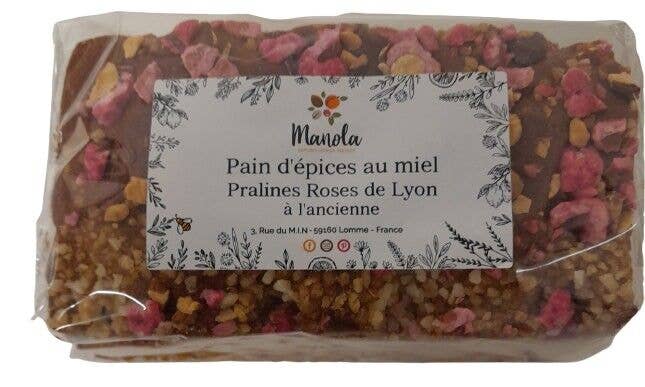 Manola
Pain d'épices au miel
Pralines Roses de Lyon
à l'ancienne
3, Rue du M.I.N - 59160 Lomme - France